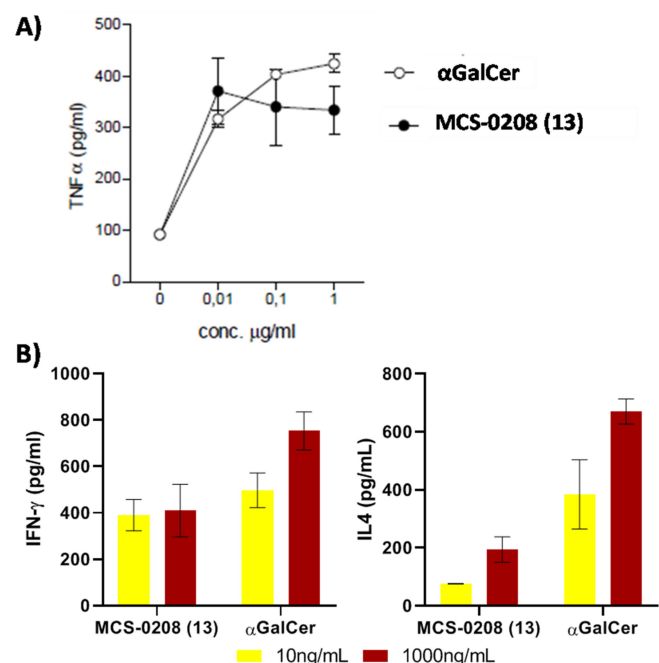 A)
500
400
300
200
100
0
TNFα (pg/ml)
0 0,01 0,1 1
conc. μg/ml
αGalCer
MCS-0208 (13)
B)
1000
800
600
400
200
0
IFN-γ (pg/ml)
MCS-0208 (13) αGalCer
800
600
400
200
0
IL4 (pg/mL)
MCS-0208 (13) αGalCer
10ng/mL 1000ng/mL